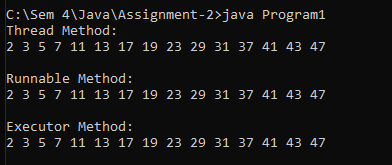 C:\Sem 4\Java\Assignment-2>java Program1
Thread Method:
2 3 5 7 11 13 17 19 23 29 31 37 41 43 47
Runnable Method:
2 3 5 7 11 13 17 19 23 29 31 37 41 43 47
Executor Method:
2 3 5 7 11 13 17 19 23 29 31 37 41 43 47